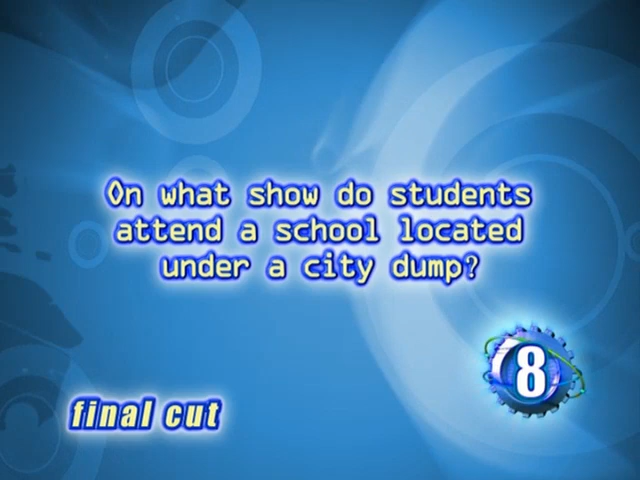 On what show do students
attend a school located
under a city dump?
8
final cut